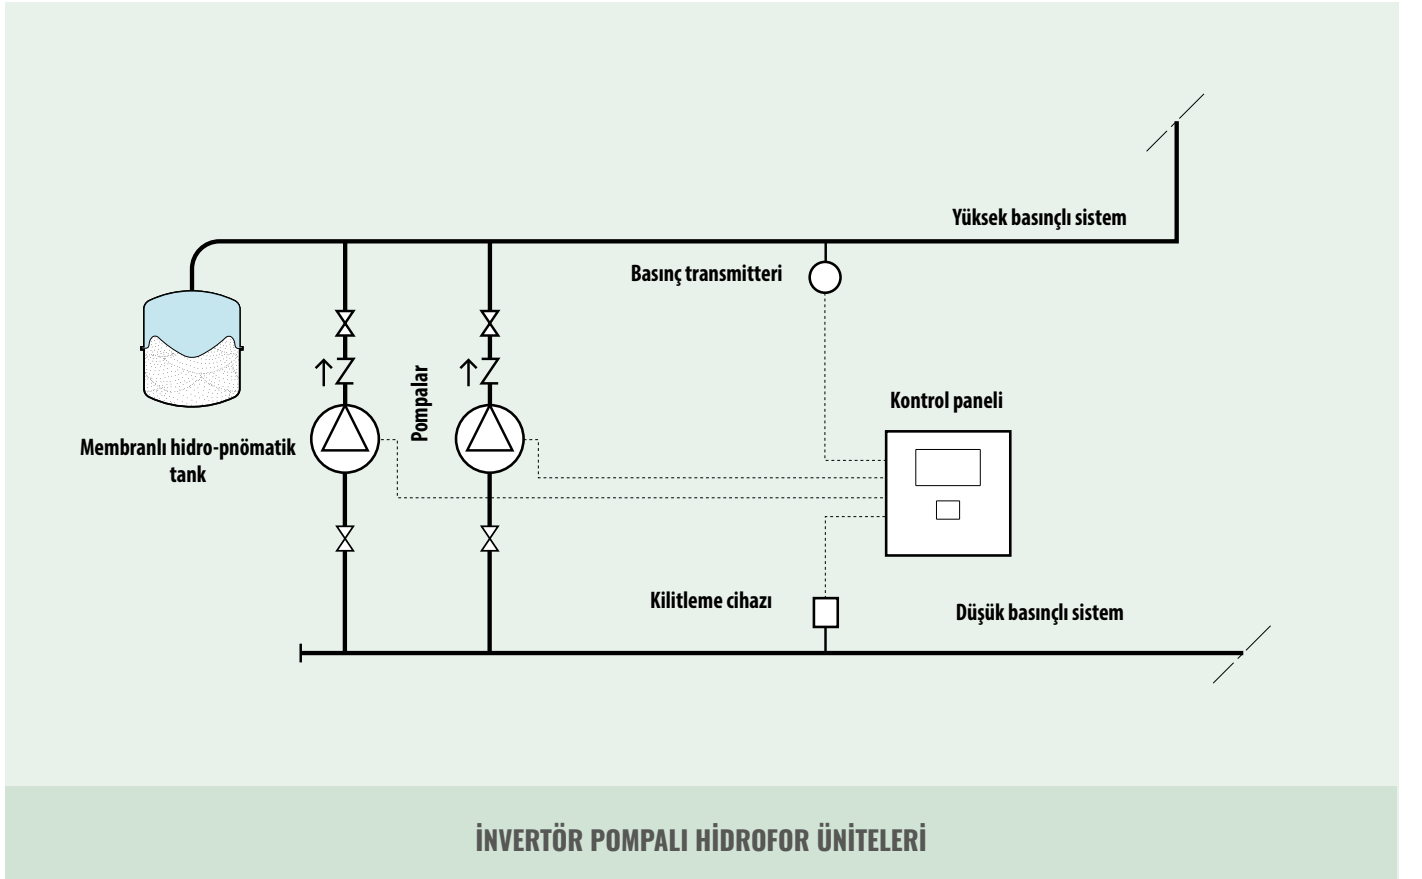 Yüksek basınçlı sistem
Basınç transmitteri
Pompalar
Kontrol paneli
Membranlı hidro-pnömatik
tank
Kilitleme cihazı
Düşük basınçlı sistem
İNVERTÖR POMPALI HİDROFOR ÜNİTELERİ